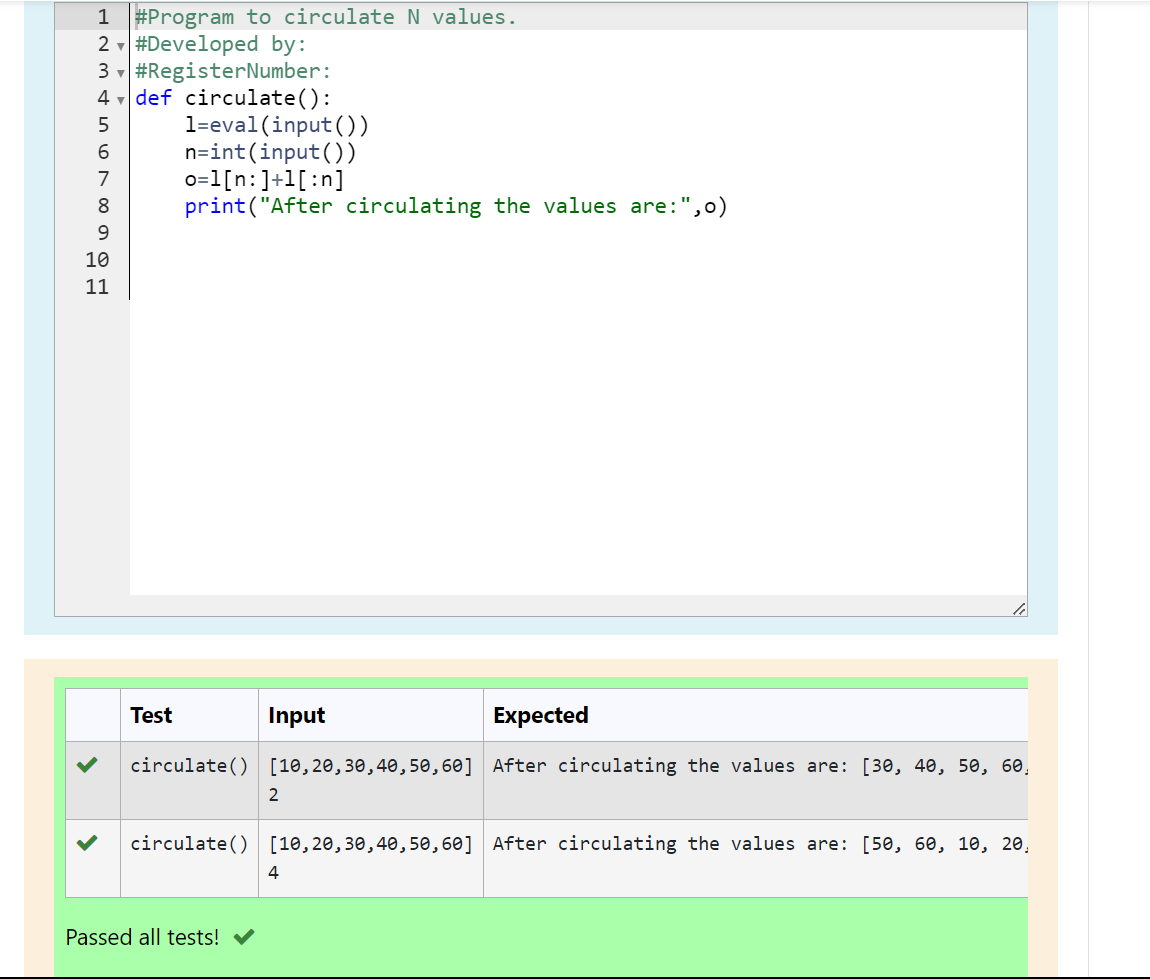 1 #Program to circulate N values.
2 #Developed by:
3 #RegisterNumber:
4 def circulate():
5 l=eval(input())
6 n=int(input())
7 o=l[n:]+l[:n]
8 print("After circulating the values are:",o)
9
10
11
Test Input Expected
circulate() [10,20,30,40,50,60] After circulating the values are: [30, 40, 50, 60,
2
circulate() [10,20,30,40,50,60] After circulating the values are: [50, 60, 10, 20,
4
Passed all tests!